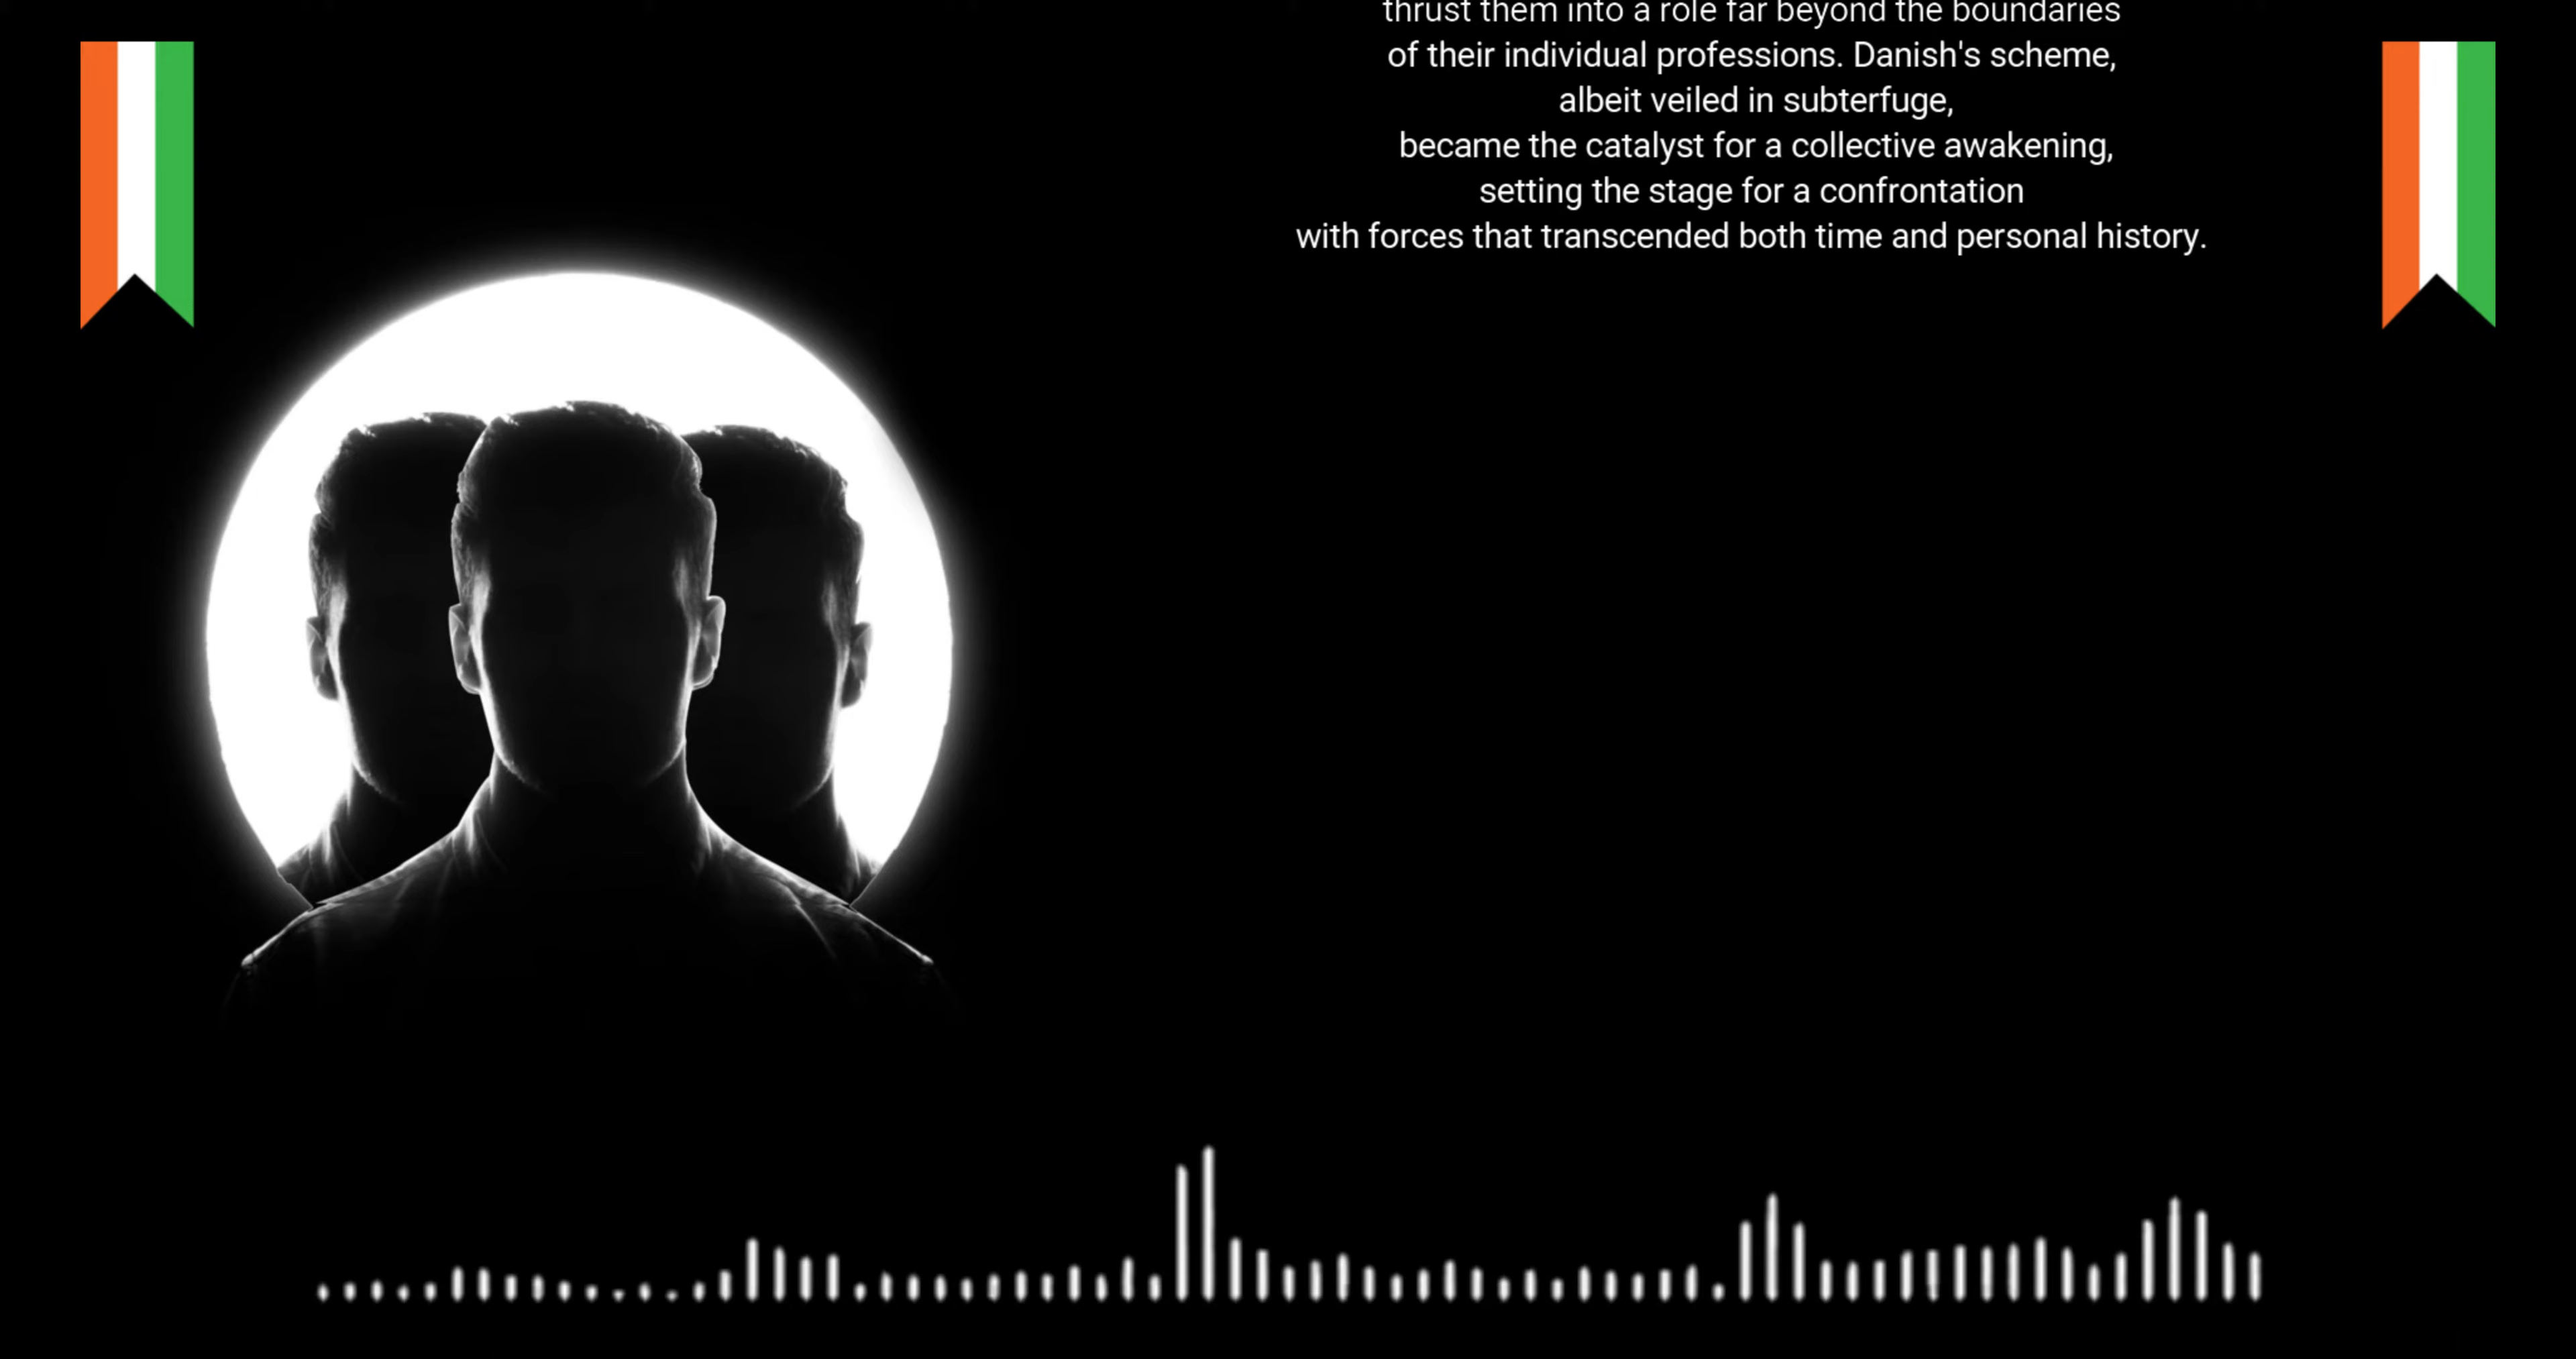 thrust them into a role far beyond the boundaries
of their individual professions. Danish's scheme,
albeit veiled in subterfuge,
became the catalyst for a collective awakening,
setting the stage for a confrontation
with forces that transcended both time and personal history.